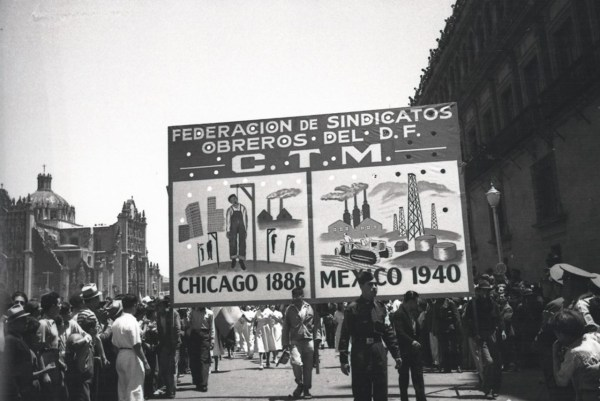 FEDERACION DE SINDICATOS
OBREROS DEL D.F.
C.T.M.
CHICAGO 1886
MEXICO 1940